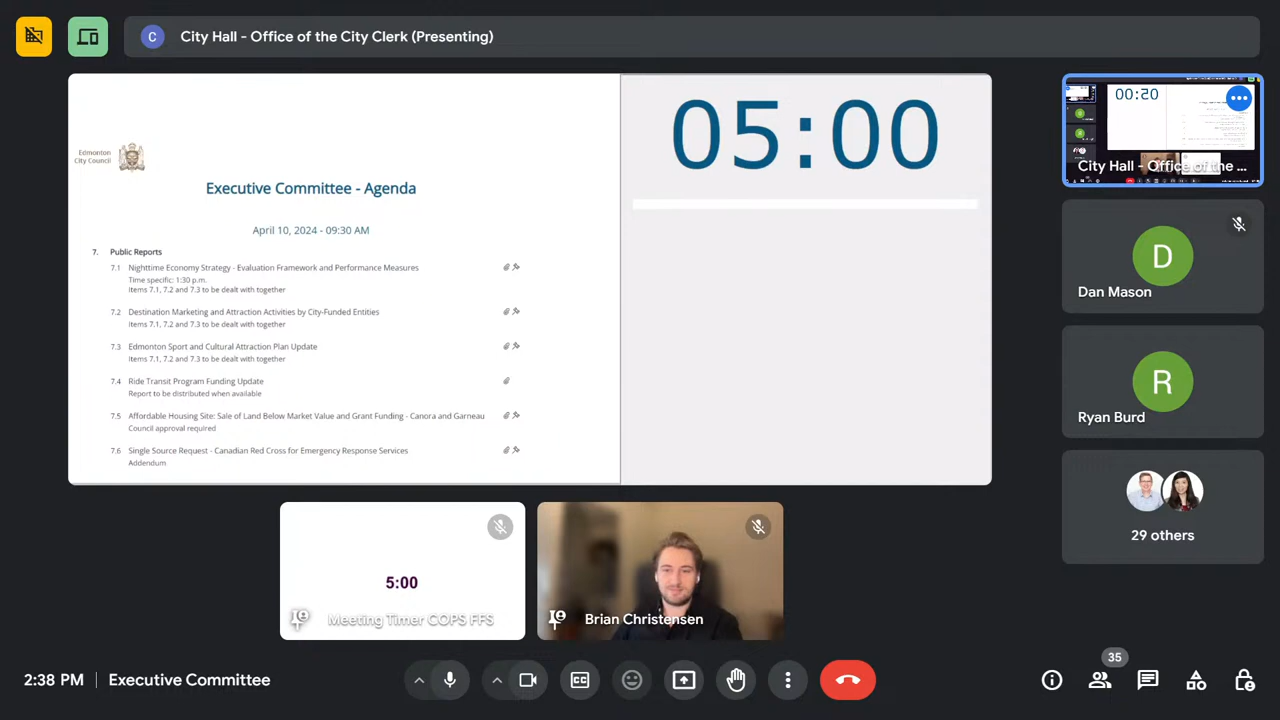 C
City Hall - Office of the City Clerk (Presenting)
Edmonton
City Council
Executive Committee - Agenda
April 10, 2024 - 09:30 AM
7. Public Reports
7.1 Nighttime Economy Strategy - Evaluation Framework and Performance Measures
Time specific: 1:30 p.m.
Items 7.1, 7.2 and 7.3 to be dealt with together
7.2 Destination Marketing and Attraction Activities by City-Funded Entities
Items 7.1, 7.2 and 7.3 to be dealt with together
7.3 Edmonton Sport and Cultural Attraction Plan Update
Items 7.1, 7.2 and 7.3 to be dealt with together
7.4 Ride Transit Program Funding Update
Report to be distributed when available
7.5 Affordable Housing Site: Sale of Land Below Market Value and Grant Funding - Canora and Garneau
Council approval required
7.6 Single Source Request - Canadian Red Cross for Emergency Response Services
Addendum
05:00
05:00
City Hall - Office of the ...
D
Dan Mason
R
Ryan Burd
29 others
5:00
Meeting Timer COPS FFS
Brian Christensen
2:38 PM | Executive Committee
CC
35